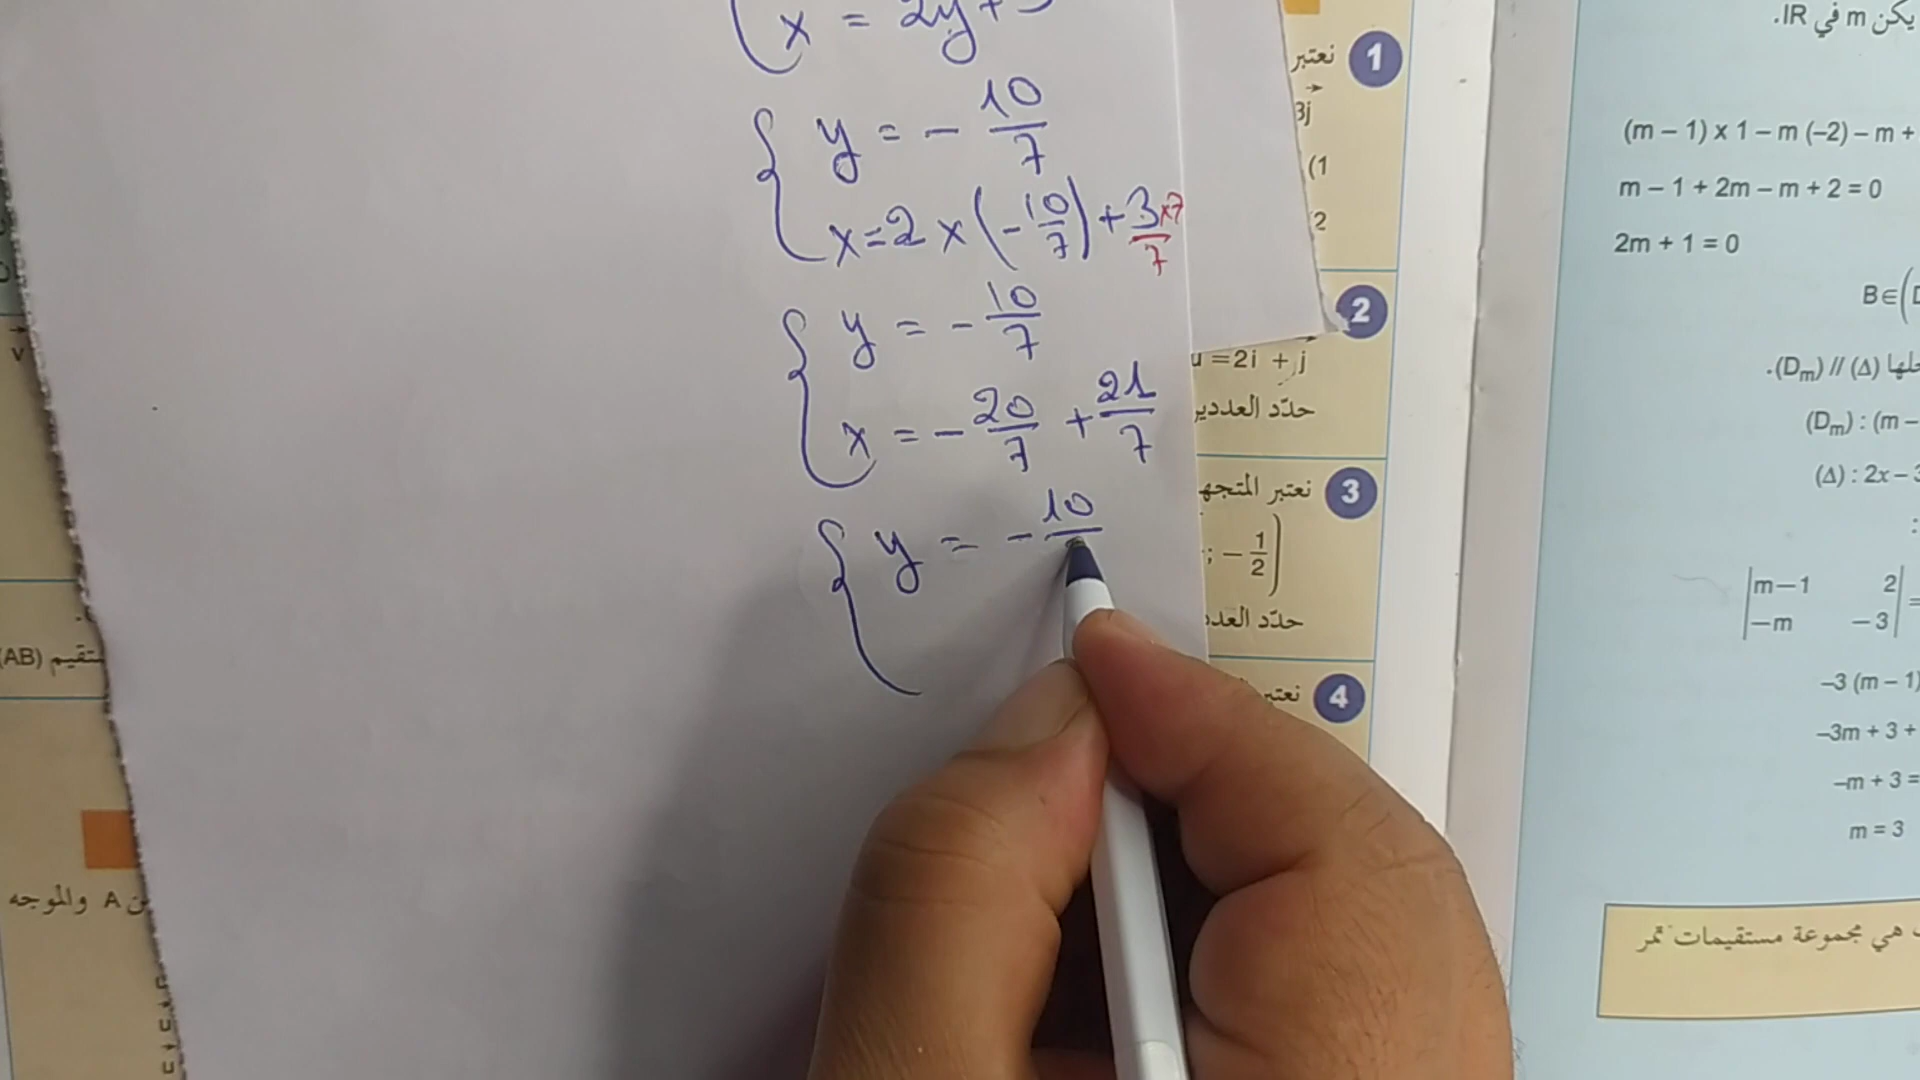 x = 2y +
y = - 10/7
x = 2 × (- 10/7) + 3×7/7
y = - 10/7
x = - 20/7 + 21/7
y = - 10/
نعتبر 1
3j
(1
2
2
u = 2i + j
حدّد العددين
3 نعتبر المتجهـ
; - 1/2)
حدّد العدد
نعتبر 4
يكن m في IR.
(m – 1) x 1 – m (–2) – m +
m – 1 + 2m – m + 2 = 0
2m + 1 = 0
B ∈ (D
(Dm) // (Δ)
(Dm) : (m –
(Δ) : 2x – 3
:
|m–1 2| =
|–m –3|
–3 (m – 1)
–3m + 3 +
–m + 3 =
m = 3
هي مجموعة مستقيمات تمر
v
(AB)
A والموجه